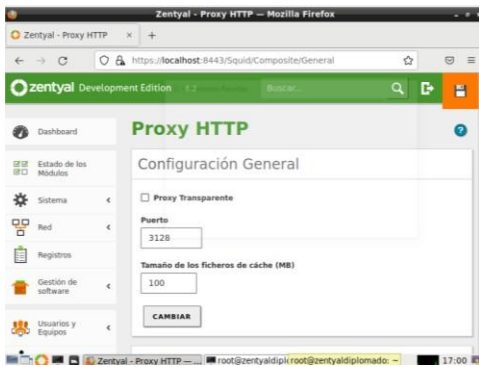 Zentyal - Proxy HTTP — Mozilla Firefox
Zentyal - Proxy HTTP
https://localhost:8443/Squid/Composite/General
zentyal Development Edition
Buscar...
Dashboard
Proxy HTTP
Estado de los Módulos
Configuración General
Sistema
Proxy Transparente
Red
Puerto
3128
Registros
Tamaño de los ficheros de cáche (MB)
Gestión de software
100
CAMBIAR
Usuarios y Equipos
Zentyal - Proxy HTTP — ...
root@zentyaldipl
root@zentyaldiplomado: ~
17:00